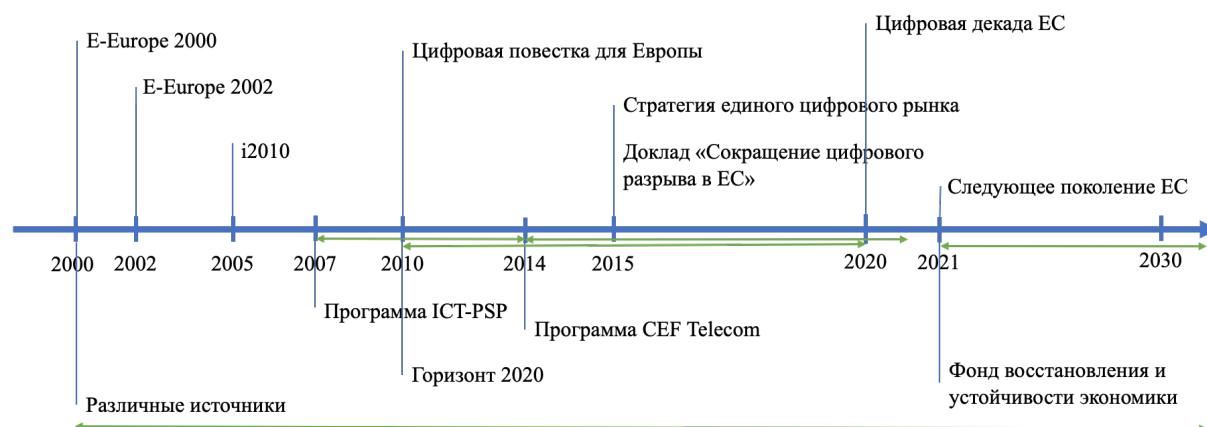 E-Europe 2000
Цифровая декада ЕС
Цифровая повестка для Европы
E-Europe 2002
Стратегия единого цифрового рынка
i2010
Доклад «Сокращение цифрового
разрыва в ЕС»
Следующее поколение ЕС
2000 2002 2005 2007 2010 2014 2015 2020 2021 2030
Программа ICT-PSP
Программа CEF Telecom
Горизонт 2020
Фонд восстановления и
устойчивости экономики
Различные источники